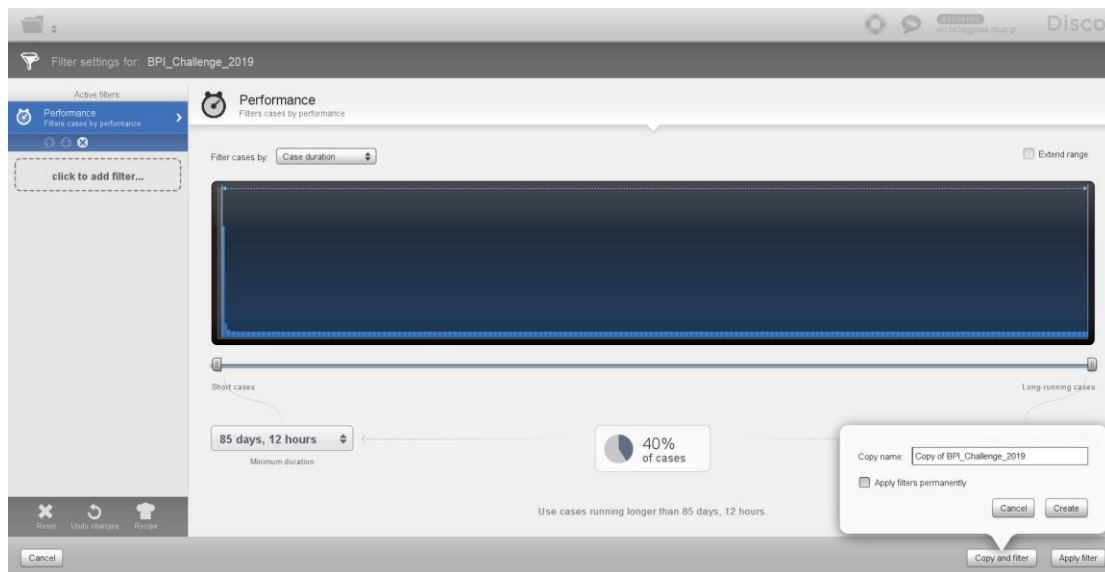 Academic
Disco
Filter settings for: BPI_Challenge_2019
Active filters
Performance
Filters cases by performance
click to add filter...
Performance
Filters cases by performance
Filter cases by: Case duration
Extend range
Short cases
Long-running cases
85 days, 12 hours
Minimum duration
40%
of cases
Use cases running longer than 85 days, 12 hours.
Copy name: Copy of BPI_Challenge_2019
Apply filters permanently
Cancel Create
Reset Undo changes Recipe
Cancel
Copy and filter Apply filter